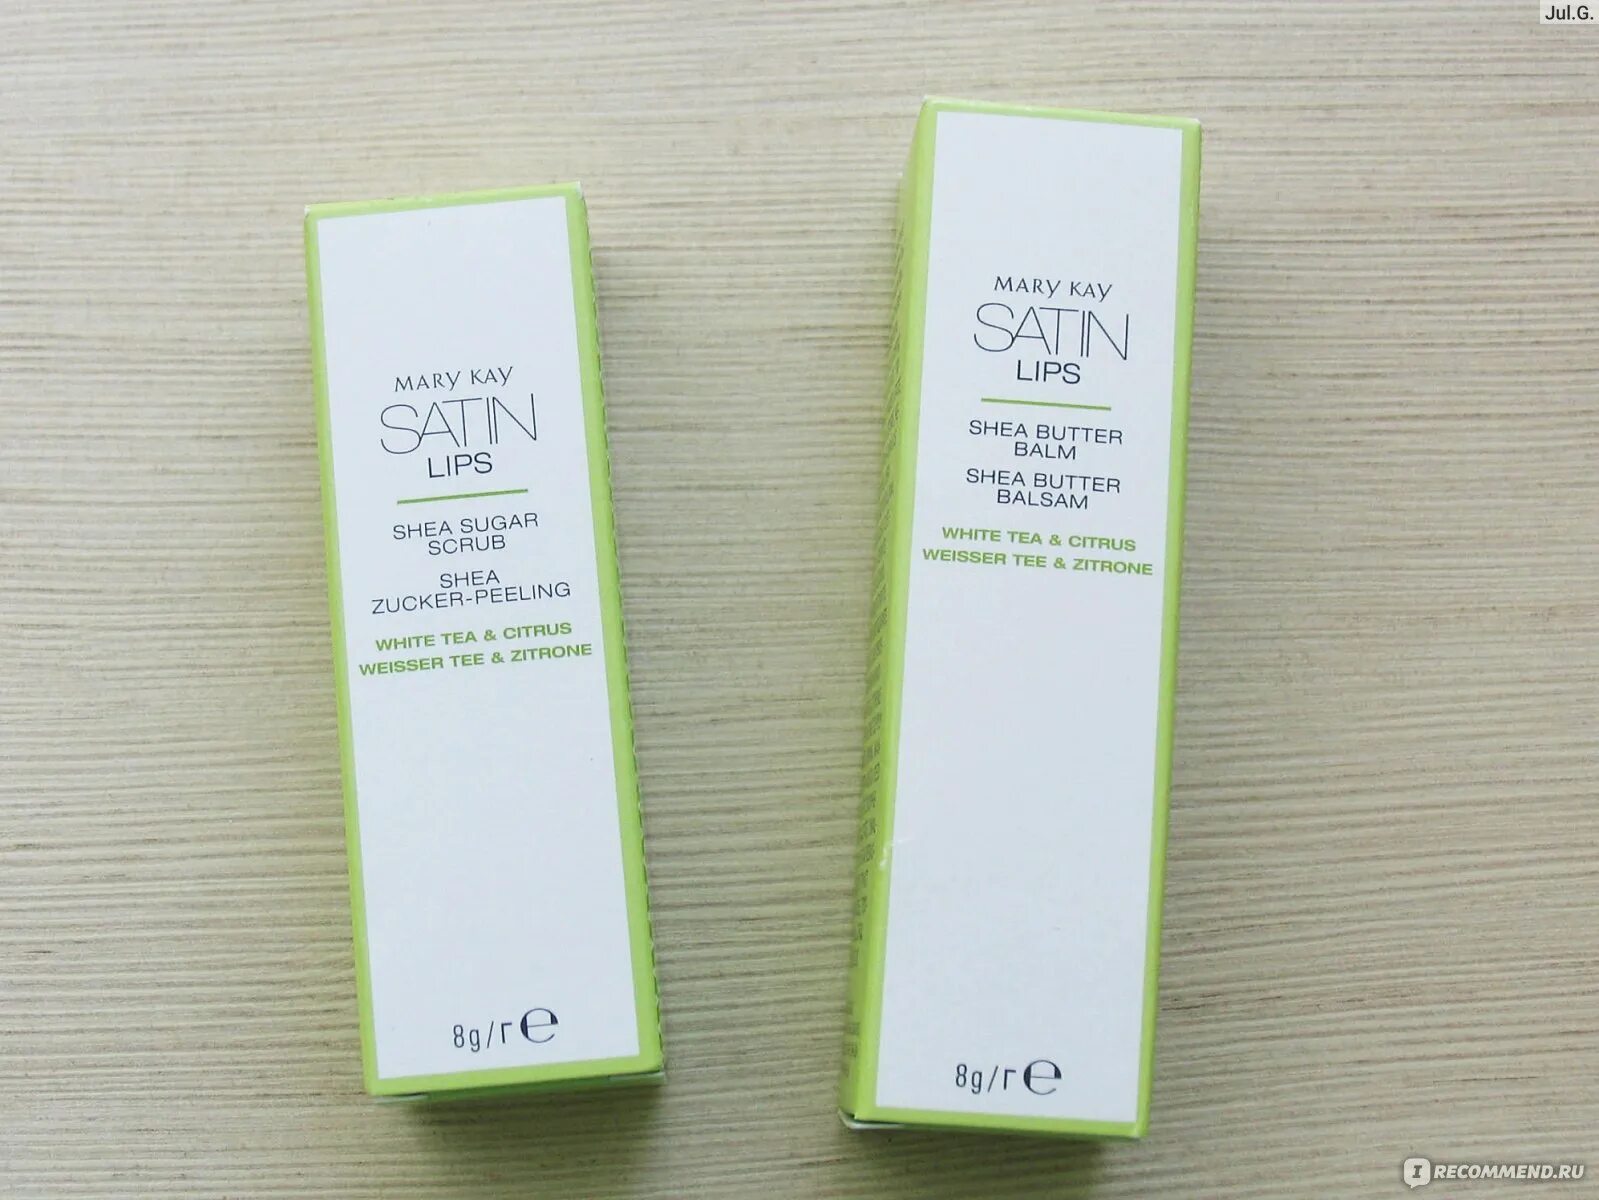 Jul.G.
MARY KAY
SATIN
LIPS
SHEA SUGAR
SCRUB
SHEA
ZUCKER-PEELING
WHITE TEA & CITRUS
WEISSER TEE & ZITRONE
8g/г℮
MARY KAY
SATIN
LIPS
SHEA BUTTER
BALM
SHEA BUTTER
BALSAM
WHITE TEA & CITRUS
WEISSER TEE & ZITRONE
8g/г℮
IRECOMMEND.RU